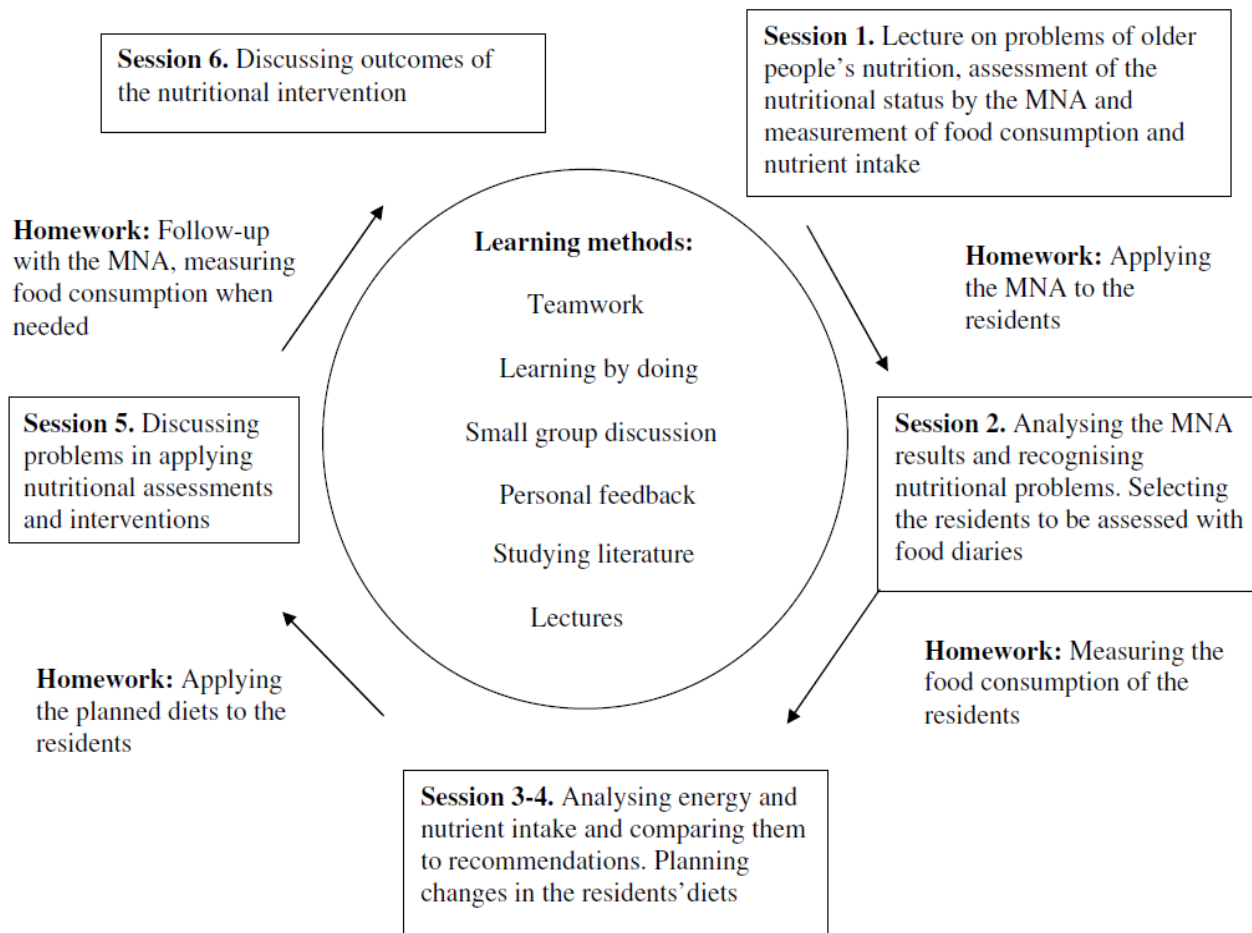 Session 6. Discussing outcomes of
the nutritional intervention
Session 1. Lecture on problems of older
people's nutrition, assessment of the
nutritional status by the MNA and
measurement of food consumption and
nutrient intake
Homework: Follow-up
with the MNA, measuring
food consumption when
needed
Learning methods:
Teamwork
Learning by doing
Small group discussion
Personal feedback
Studying literature
Lectures
Homework: Applying
the MNA to the
residents
Session 5. Discussing
problems in applying
nutritional assessments
and interventions
Session 2. Analysing the MNA
results and recognising
nutritional problems. Selecting
the residents to be assessed with
food diaries
Homework: Applying
the planned diets to the
residents
Homework: Measuring the
food consumption of the
residents
Session 3-4. Analysing energy and
nutrient intake and comparing them
to recommendations. Planning
changes in the residents'diets